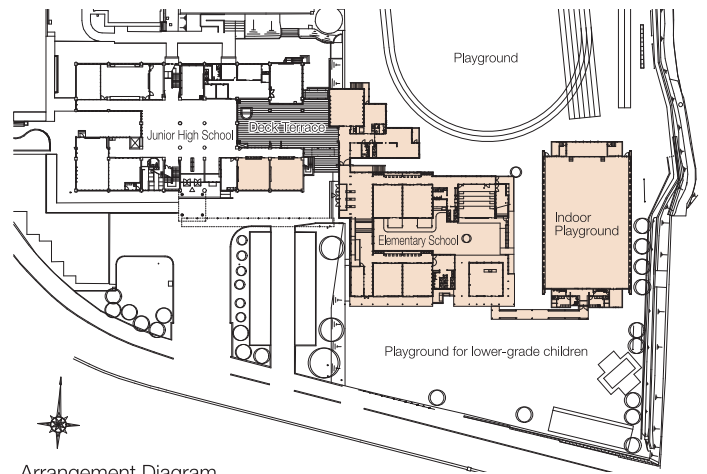 Playground
Junior High School
Deck Terrace
Indoor
Playground
Elementary School
Playground for lower-grade children
Arrangement Diagram